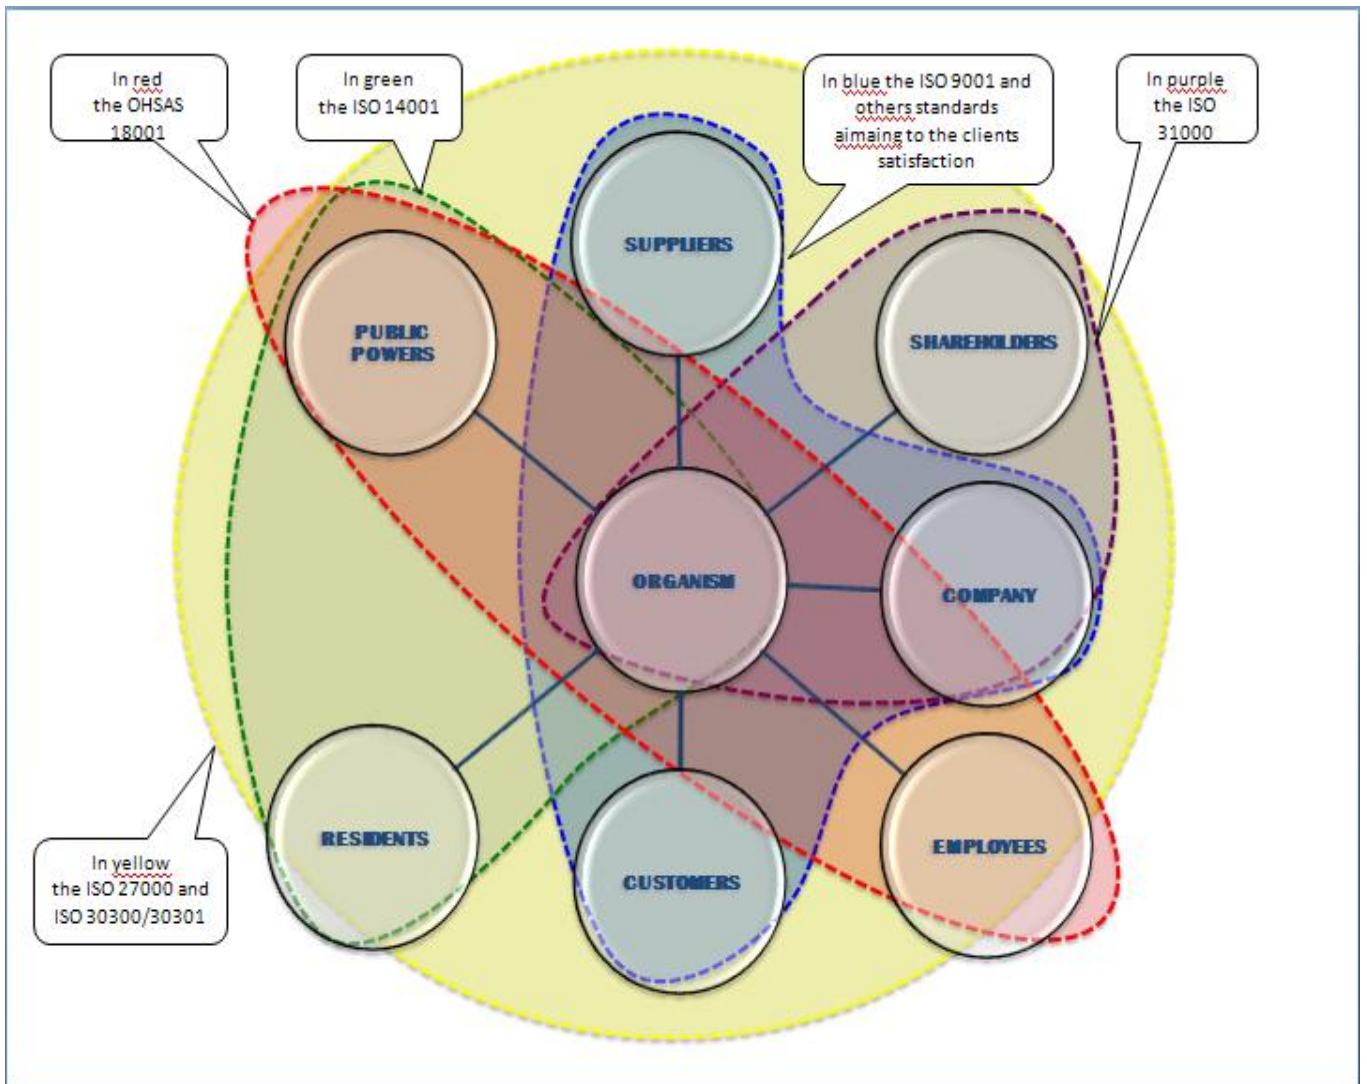 In red
the OHSAS
18001
In green
the ISO 14001
In blue the ISO 9001 and
others standards
aimaing to the clients
satisfaction
In purple
the ISO
31000
SUPPLIERS
PUBLIC
POWERS
SHAREHOLDERS
ORGANISM
COMPANY
RESIDENTS
CUSTOMERS
EMPLOYEES
In yellow
the ISO 27000 and
ISO 30300/30301